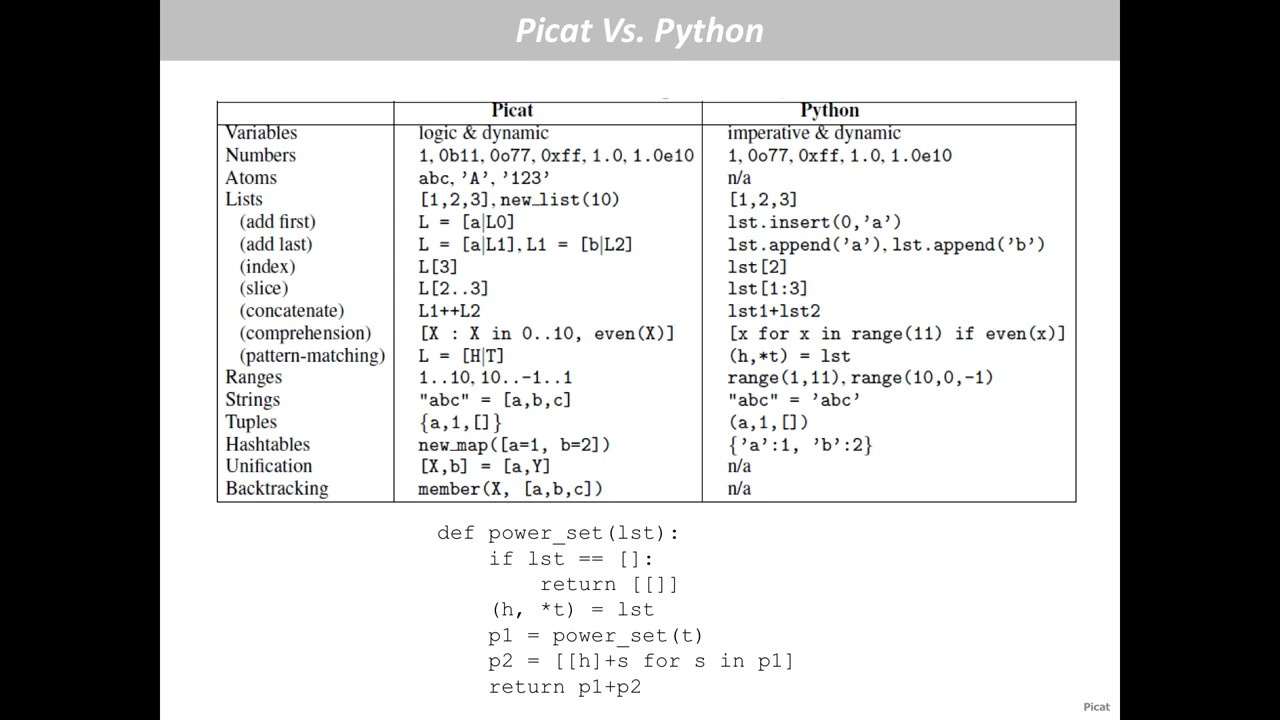 Picat Vs. Python
Picat Python
Variables logic & dynamic imperative & dynamic
Numbers 1, 0b11, 0o77, 0xff, 1.0, 1.0e10 1, 0o77, 0xff, 1.0, 1.0e10
Atoms abc, ’A’, ’123’ n/a
Lists [1,2,3], new_list(10) [1,2,3]
(add first) L = [a|L0] lst.insert(0,’a’)
(add last) L = [a|L1], L1 = [b|L2] lst.append(’a’), lst.append(’b’)
(index) L[3] lst[2]
(slice) L[2..3] lst[1:3]
(concatenate) L1++L2 lst1+lst2
(comprehension) [X : X in 0..10, even(X)] [x for x in range(11) if even(x)]
(pattern-matching) L = [H|T] (h,*t) = lst
Ranges 1..10, 10..-1..1 range(1,11), range(10,0,-1)
Strings "abc" = [a,b,c] "abc" = ’abc’
Tuples {a,1,[]} (a,1,[])
Hashtables new_map([a=1, b=2]) {’a’:1, ’b’:2}
Unification [X,b] = [a,Y] n/a
Backtracking member(X, [a,b,c]) n/a
def power_set(lst):
if lst == []:
return [[]]
(h, *t) = lst
p1 = power_set(t)
p2 = [[h]+s for s in p1]
return p1+p2
Picat